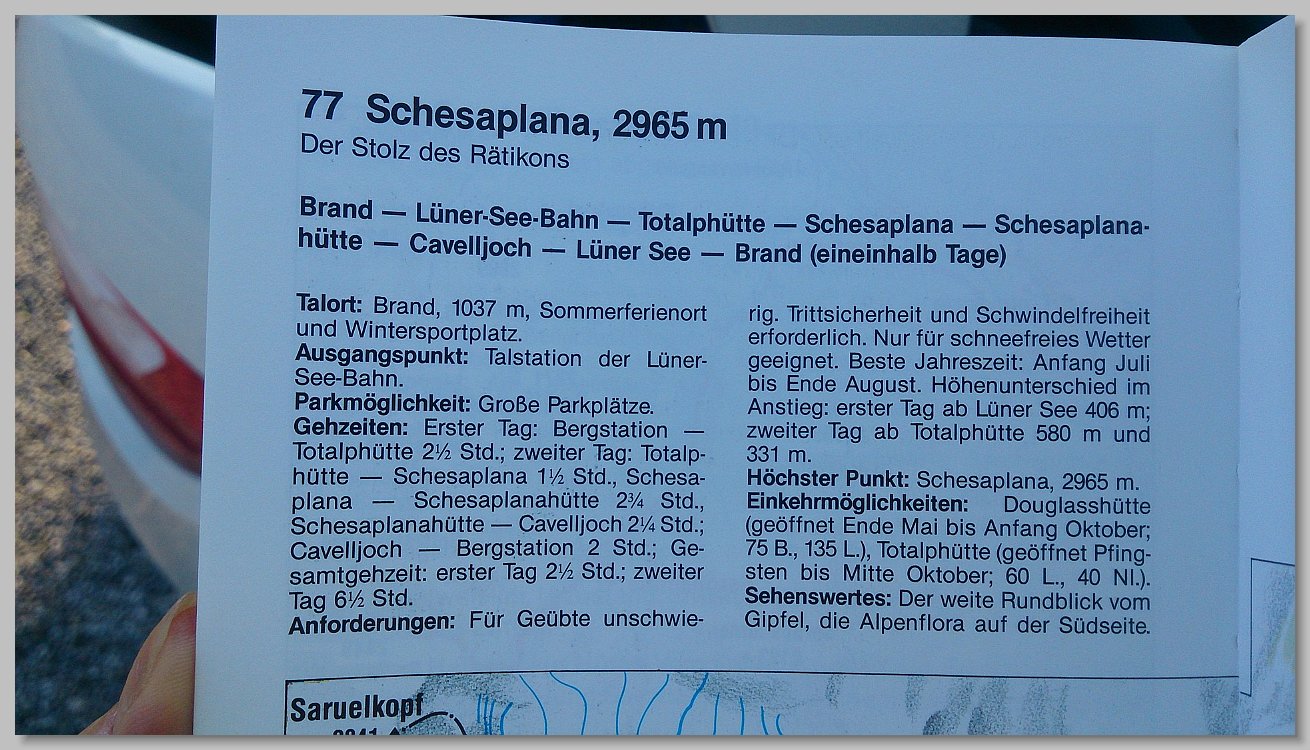 77 Schesaplana, 2965 m
Der Stolz des Rätikons
Brand — Lüner-See-Bahn — Totalphütte — Schesaplana — Schesaplana-
hütte — Cavelljoch — Lüner See — Brand (eineinhalb Tage)
Talort: Brand, 1037 m, Sommerferienort
und Wintersportplatz.
Ausgangspunkt: Talstation der Lüner-
See-Bahn.
Parkmöglichkeit: Große Parkplätze.
Gehzeiten: Erster Tag: Bergstation —
Totalphütte 2½ Std.; zweiter Tag: Totalp-
hütte — Schesaplana 1½ Std., Schesa-
plana — Schesaplanahütte 2¾ Std.,
Schesaplanahütte — Cavelljoch 2¼ Std.;
Cavelljoch — Bergstation 2 Std.; Ge-
samtgehzeit: erster Tag 2½ Std.; zweiter
Tag 6½ Std.
Anforderungen: Für Geübte unschwie-
rig. Trittsicherheit und Schwindelfreiheit
erforderlich. Nur für schneefreies Wetter
geeignet. Beste Jahreszeit: Anfang Juli
bis Ende August. Höhenunterschied im
Anstieg: erster Tag ab Lüner See 406 m;
zweiter Tag ab Totalphütte 580 m und
331 m.
Höchster Punkt: Schesaplana, 2965 m.
Einkehrmöglichkeiten: Douglasshütte
(geöffnet Ende Mai bis Anfang Oktober;
75 B., 135 L.), Totalphütte (geöffnet Pfing-
sten bis Mitte Oktober; 60 L., 40 Nl.).
Sehenswertes: Der weite Rundblick vom
Gipfel, die Alpenflora auf der Südseite.
Saruelkopf